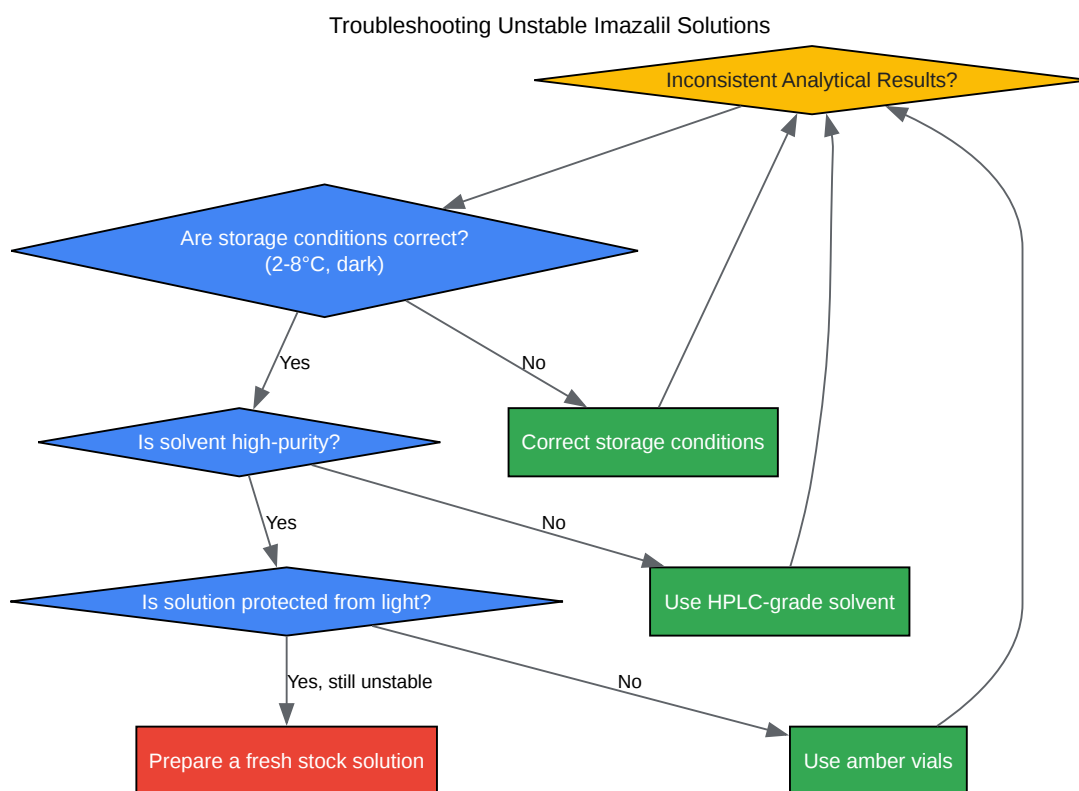 Troubleshooting Unstable Imazalil Solutions
Inconsistent Analytical Results?
Are storage conditions correct?
(2-8°C, dark)
Yes
No
Is solvent high-purity?
Correct storage conditions
Yes
No
Is solution protected from light?
Use HPLC-grade solvent
Yes, still unstable
No
Prepare a fresh stock solution
Use amber vials